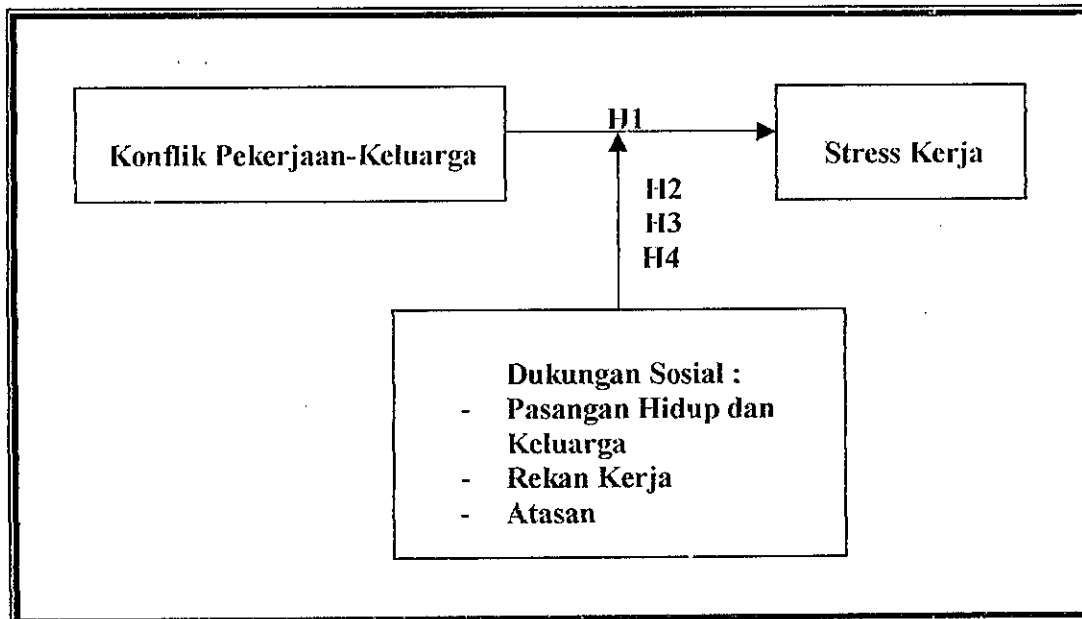 Konflik Pekerjaan-Keluarga
H1
Stress Kerja
H2
H3
H4
Dukungan Sosial :
- Pasangan Hidup dan
Keluarga
- Rekan Kerja
- Atasan